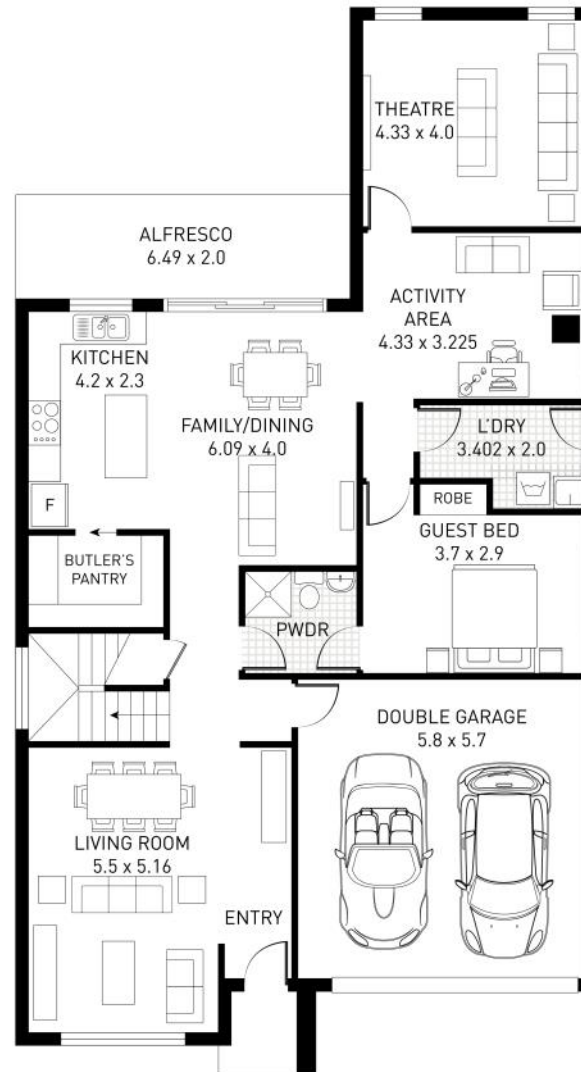 THEATRE
4.33 x 4.0
ALFRESCO
6.49 x 2.0
ACTIVITY
AREA
4.33 x 3.225
KITCHEN
4.2 x 2.3
FAMILY/DINING
6.09 x 4.0
L'DRY
3.402 x 2.0
F
ROBE
GUEST BED
3.7 x 2.9
BUTLER'S
PANTRY
PWDR
DOUBLE GARAGE
5.8 x 5.7
LIVING ROOM
5.5 x 5.16
ENTRY